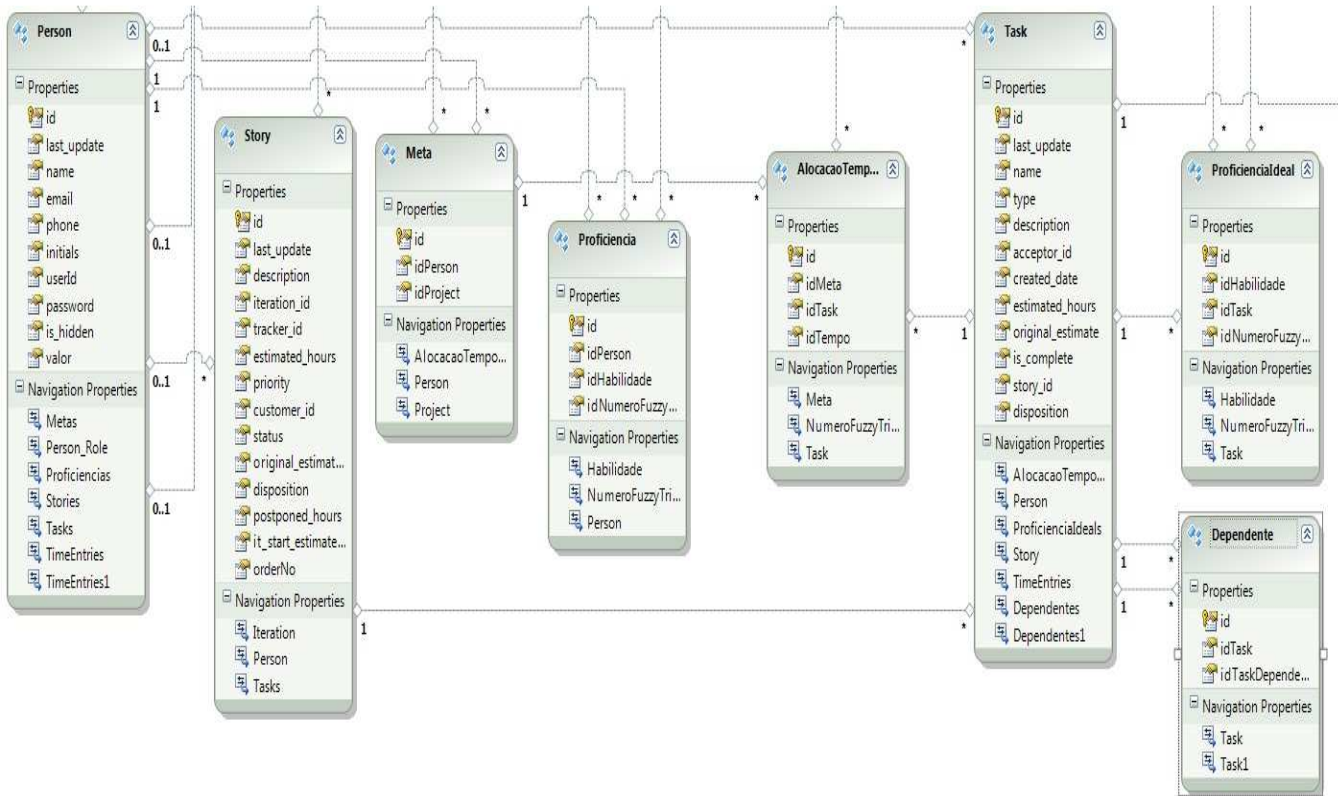 Person
Properties
id
last_update
name
email
phone
initials
userId
password
is_hidden
valor
Navigation Properties
Metas
Person_Role
Proficiencias
Stories
Tasks
TimeEntries
TimeEntries1
0..1
1
1
0..1
0..1
0..1
*
*
Story
Properties
id
last_update
description
iteration_id
tracker_id
estimated_hours
priority
customer_id
status
original_estimat...
disposition
postponed_hours
it_start_estimate...
orderNo
Navigation Properties
Iteration
Person
Tasks
1
*
*
*
Meta
Properties
id
idPerson
idProject
Navigation Properties
AlocacaoTempo...
Person
Project
1
*
*
*
*
Proficiencia
Properties
id
idPerson
idHabilidade
idNumeroFuzzy...
Navigation Properties
Habilidade
NumeroFuzzyTri...
Person
*
AlocacaoTemp...
Properties
id
idMeta
idTask
idTempo
Navigation Properties
Meta
NumeroFuzzyTri...
Task
*
1
*
*
Task
Properties
id
last_update
name
type
description
acceptor_id
created_date
estimated_hours
original_estimate
is_complete
story_id
disposition
Navigation Properties
AlocacaoTempo...
Person
ProficienciaIdeals
Story
TimeEntries
Dependentes
Dependentes1
1
1
*
1
*
1
*
*
*
ProficienciaIdeal
Properties
id
idHabilidade
idTask
idNumeroFuzzy...
Navigation Properties
Habilidade
NumeroFuzzyTri...
Task
Dependente
Properties
id
idTask
idTaskDepende...
Navigation Properties
Task
Task1